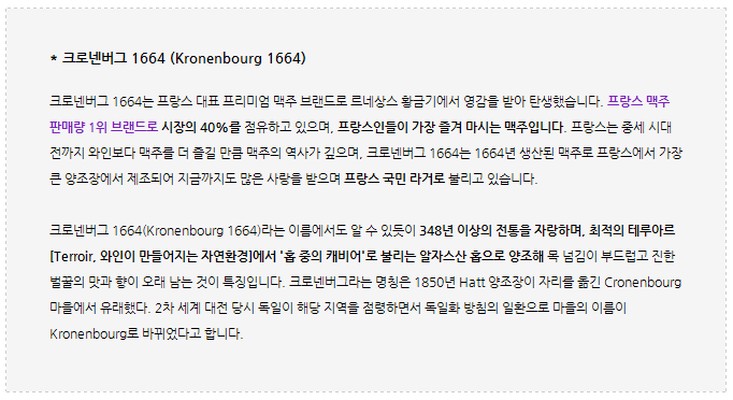 * 크로넨버그 1664 (Kronenbourg 1664)
크로넨버그 1664는 프랑스 대표 프리미엄 맥주 브랜드로 르네상스 황금기에서 영감을 받아 탄생했습니다. 프랑스 맥주
판매량 1위 브랜드로 시장의 40%를 점유하고 있으며, 프랑스인들이 가장 즐겨 마시는 맥주입니다. 프랑스는 중세 시대
전까지 와인보다 맥주를 더 즐길 만큼 맥주의 역사가 깊으며, 크로넨버그 1664는 1664년 생산된 맥주로 프랑스에서 가장
큰 양조장에서 제조되어 지금까지도 많은 사랑을 받으며 프랑스 국민 라거로 불리고 있습니다.
크로넨버그 1664(Kronenbourg 1664)라는 이름에서도 알 수 있듯이 348년 이상의 전통을 자랑하며, 최적의 테루아르
[Terroir, 와인이 만들어지는 자연환경]에서 '홉 중의 캐비어'로 불리는 알자스산 홉으로 양조해 목 넘김이 부드럽고 진한
벌꿀의 맛과 향이 오래 남는 것이 특징입니다. 크로넨버그라는 명칭은 1850년 Hatt 양조장이 자리를 옮긴 Cronenbourg
마을에서 유래했다. 2차 세계 대전 당시 독일이 해당 지역을 점령하면서 독일화 방침의 일환으로 마을의 이름이
Kronenbourg로 바뀌었다고 합니다.